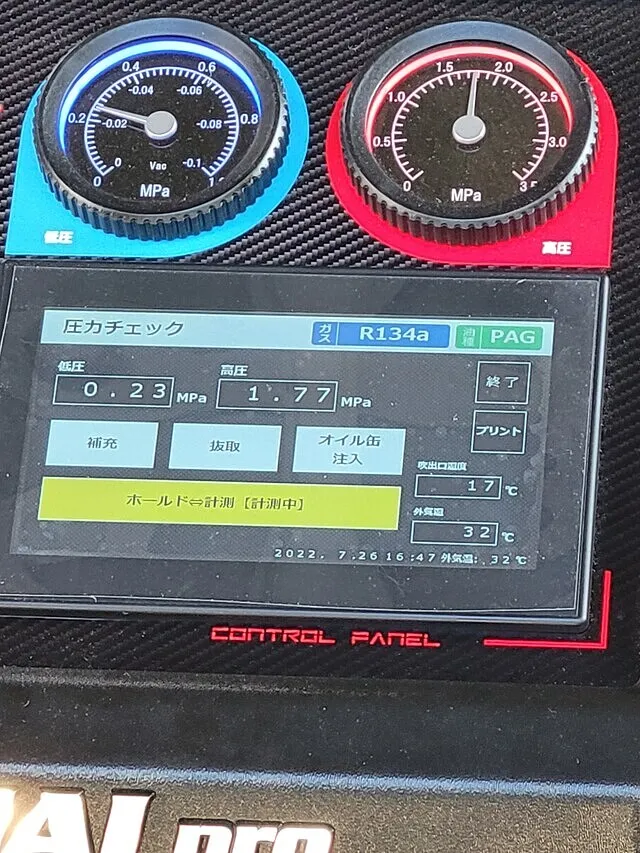 0.4 0.6
-0.04 -0.06
0.2 -0.02 -0.08 0.8
0 Vac -0.1
0 MPa
低圧
1.5 2.0
1.0 2.5
0.5 3.0
0 MPa 3.5
高圧
圧力チェック ガス R134a 油種 PAG
低圧 高圧
0.23 MPa 1.77 MPa
終了
補充 抜取 オイル缶注入
プリント
吹出口温度
17 ℃
ホールド⇔計測【計測中】
外気温
32 ℃
2022. 7.26 16:47 外気温: 32 ℃
CONTROL PANEL
pro